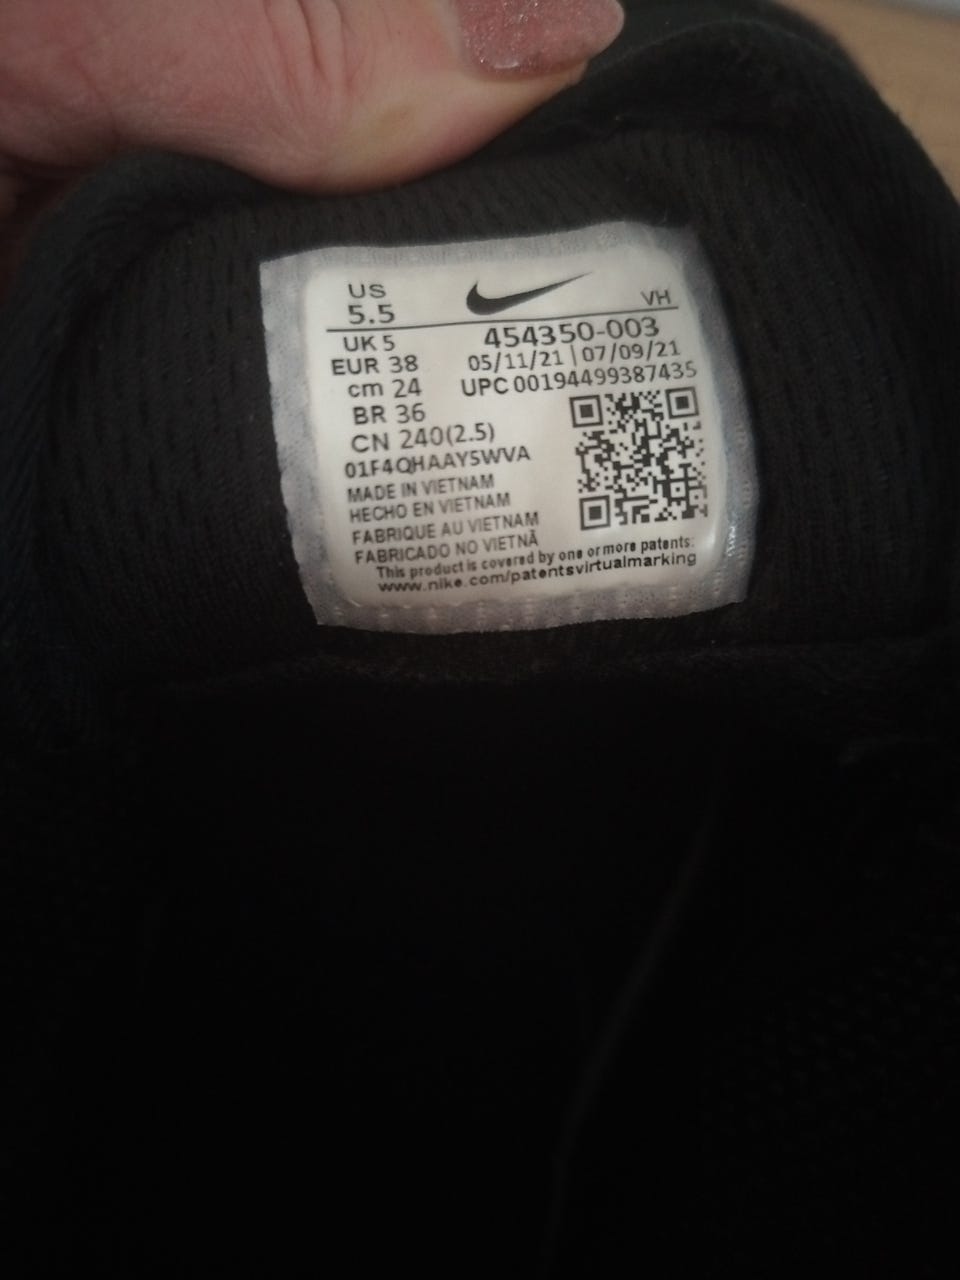 US
5.5
VH
UK 5
EUR 38
cm 24
BR 36
CN 240(2.5)
454350-003
05/11/21 | 07/09/21
UPC 00194499387435
01F4QHAAY5WVA
MADE IN VIETNAM
HECHO EN VIETNAM
FABRIQUE AU VIETNAM
FABRICADO NO VIETNÃ
This product is covered by one or more patents:
www.nike.com/patentsvirtualmarking